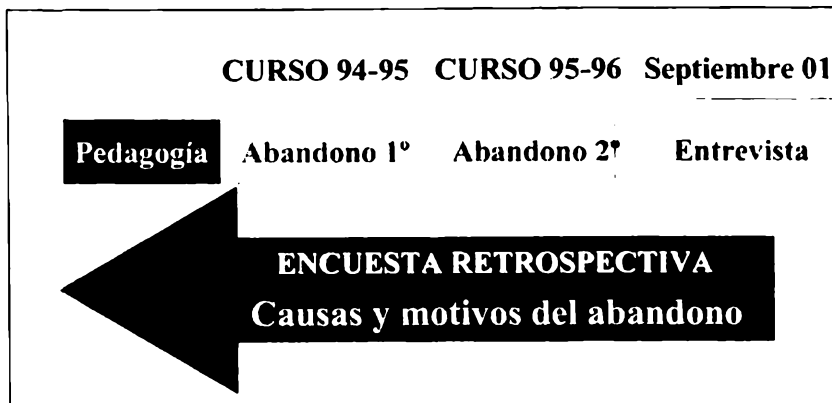 CURSO 94-95 CURSO 95-96 Septiembre 01
Pedagogía Abandono 1º Abandono 2º Entrevista
ENCUESTA RETROSPECTIVA
Causas y motivos del abandono